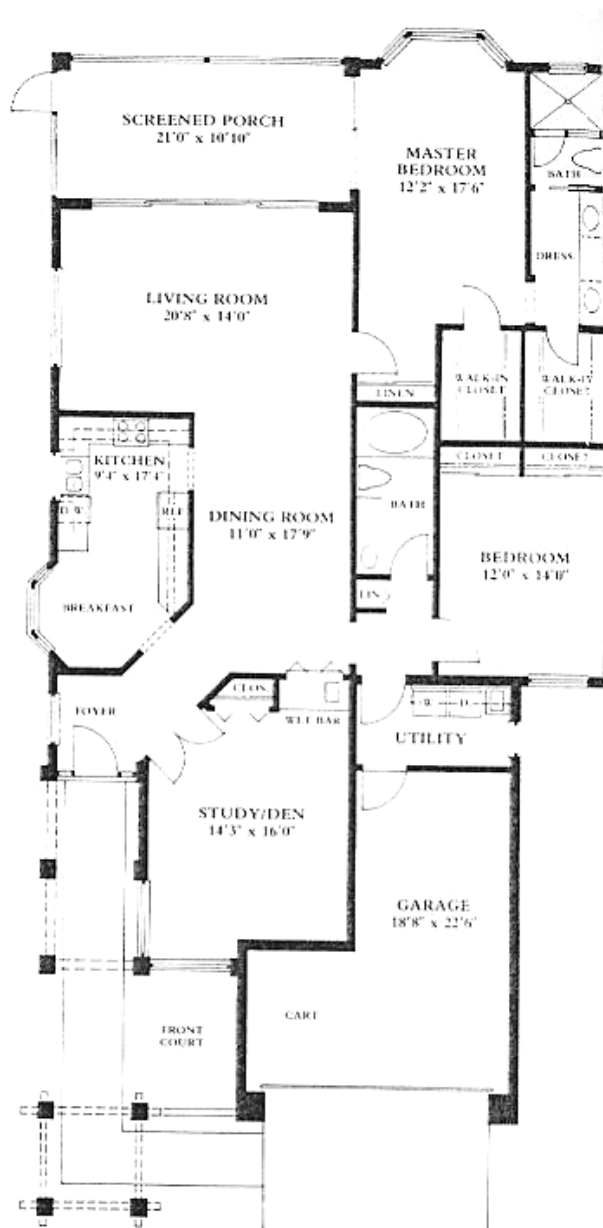 SCREENED PORCH
21'0" x 10'10"
MASTER
BEDROOM
12'2" x 17'6"
BATH
DRESS.
LIVING ROOM
20'8" x 14'0"
LINEN
WALK-IN
CLOSET
WALK-IN
CLOSET
CLOSET
CLOSET
KITCHEN
9'4" x 17'4"
D.W.
REF.
DINING ROOM
11'0" x 17'9"
BATH
BEDROOM
12'0" x 14'0"
BREAKFAST
LIN.
CLOS.
FOYER
WET BAR
W.
D.
UTILITY
STUDY/DEN
14'3" x 16'0"
GARAGE
18'8" x 22'6"
CART
FRONT
COURT